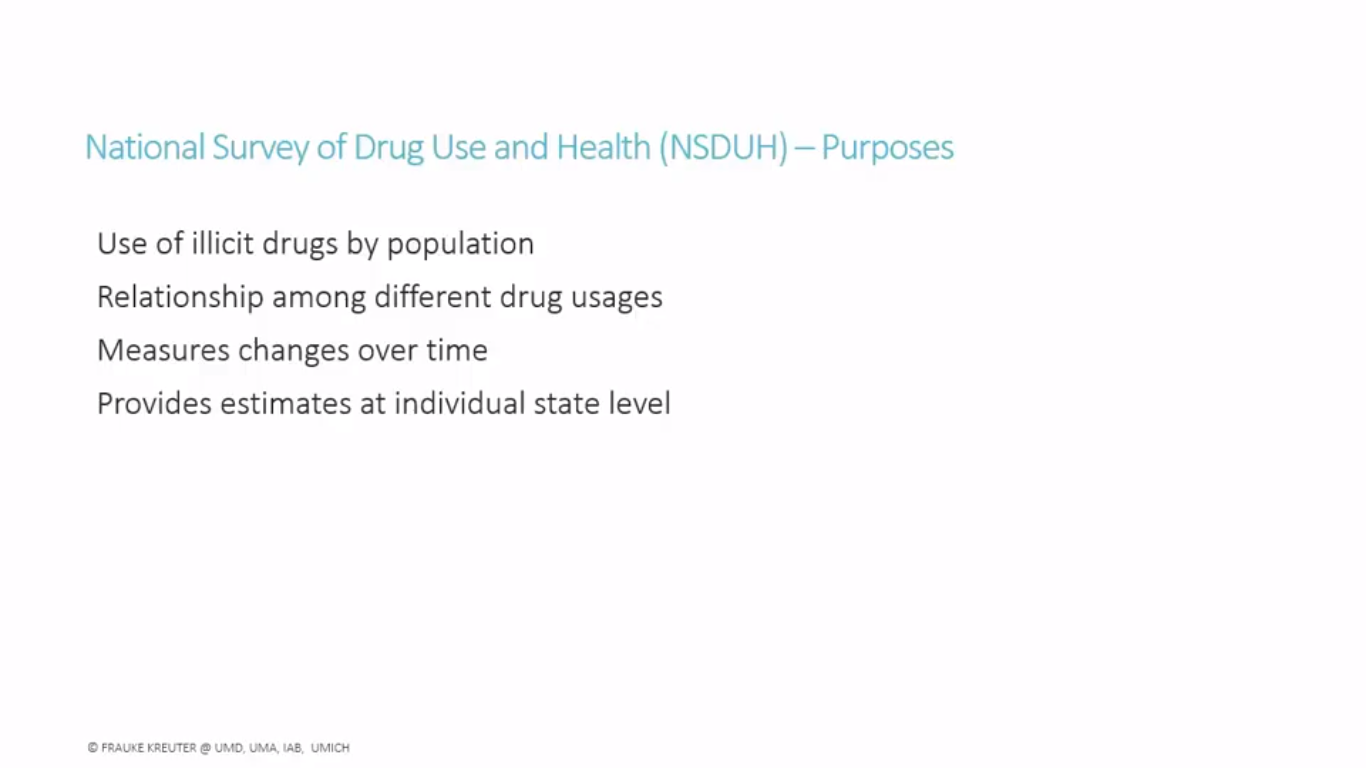 National Survey of Drug Use and Health (NSDUH) – Purposes
Use of illicit drugs by population
Relationship among different drug usages
Measures changes over time
Provides estimates at individual state level
© FRAUKE KREUTER @ UMD, UMA, IAB, UMICH